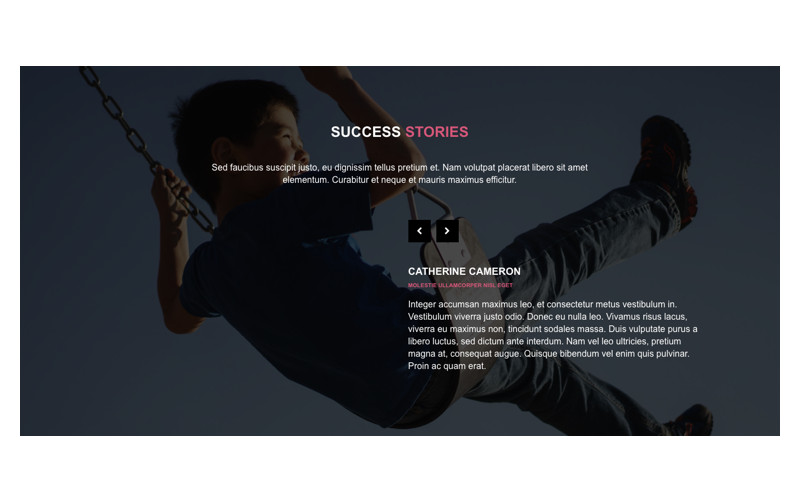 SUCCESS STORIES
Sed faucibus suscipit justo, eu dignissim tellus pretium et. Nam volutpat placerat libero sit amet
elementum. Curabitur et neque et mauris maximus efficitur.
CATHERINE CAMERON
MOLESTIE ULLAMCORPER NISL EGET
Integer accumsan maximus leo, et consectetur metus vestibulum in.
Vestibulum viverra justo odio. Donec eu nulla leo. Vivamus risus lacus,
viverra eu maximus non, tincidunt sodales massa. Duis vulputate purus a
libero luctus, sed dictum ante interdum. Nam vel leo ultricies, pretium
magna at, consequat augue. Quisque bibendum vel enim quis pulvinar.
Proin ac quam erat.